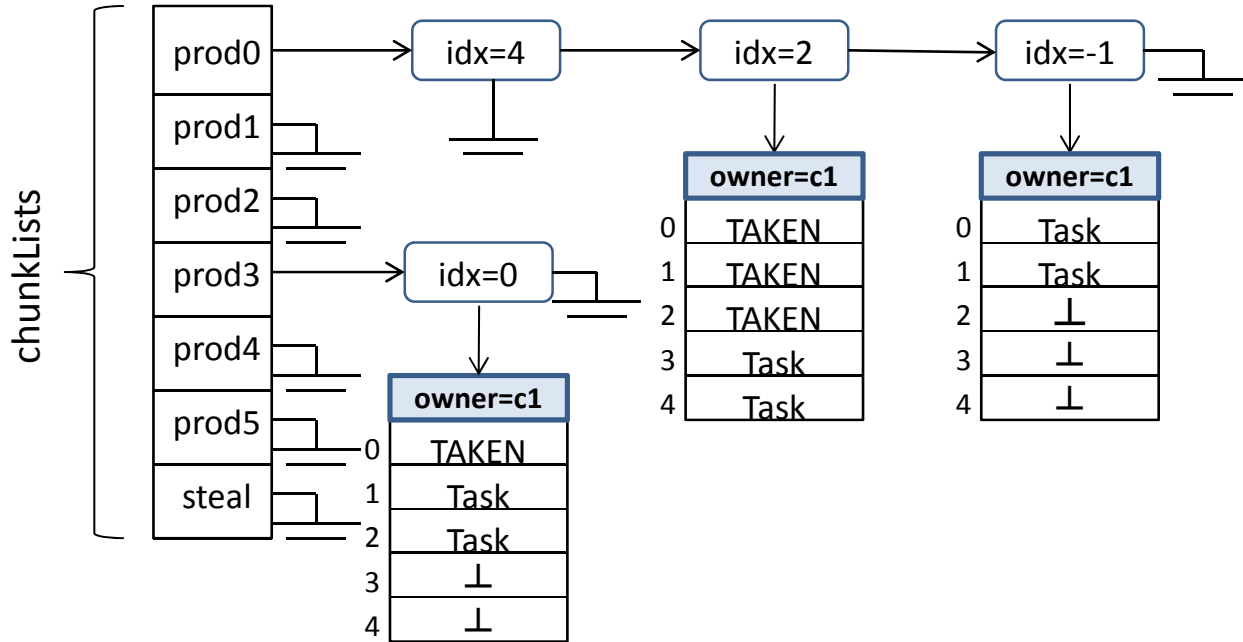 chunkLists
prod0
prod1
prod2
prod3
prod4
prod5
steal
idx=4
idx=2
idx=-1
idx=0
owner=c1
0 TAKEN
1 TAKEN
2 TAKEN
3 Task
4 Task
owner=c1
0 Task
1 Task
2 ⊥
3 ⊥
4 ⊥
owner=c1
0 TAKEN
1 Task
2 Task
3 ⊥
4 ⊥